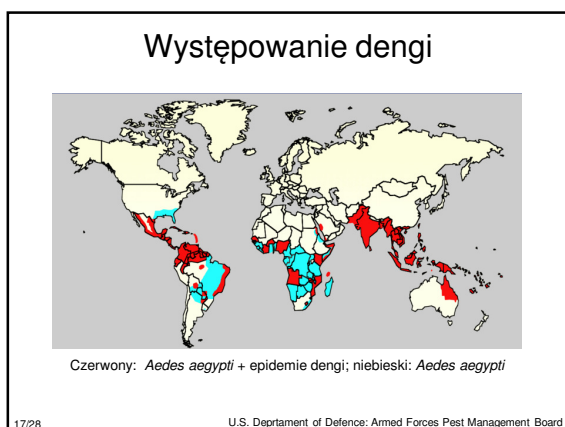 Występowanie dengi
Czerwony: Aedes aegypti + epidemie dengi; niebieski: Aedes aegypti
17/28
U.S. Deprtament of Defence: Armed Forces Pest Management Board